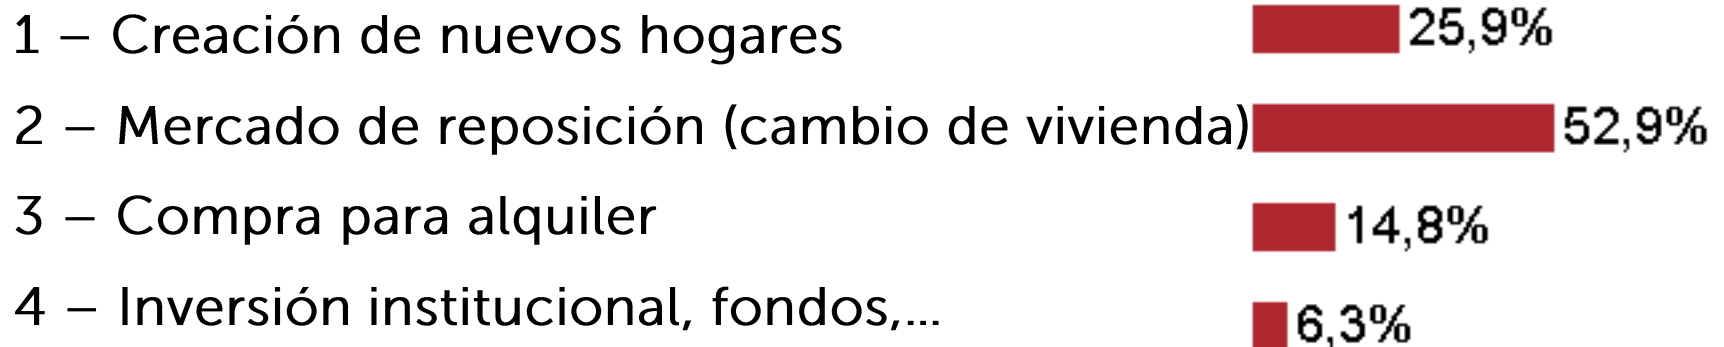 1 – Creación de nuevos hogares 25,9%
2 – Mercado de reposición (cambio de vivienda) 52,9%
3 – Compra para alquiler 14,8%
4 – Inversión institucional, fondos,... 6,3%